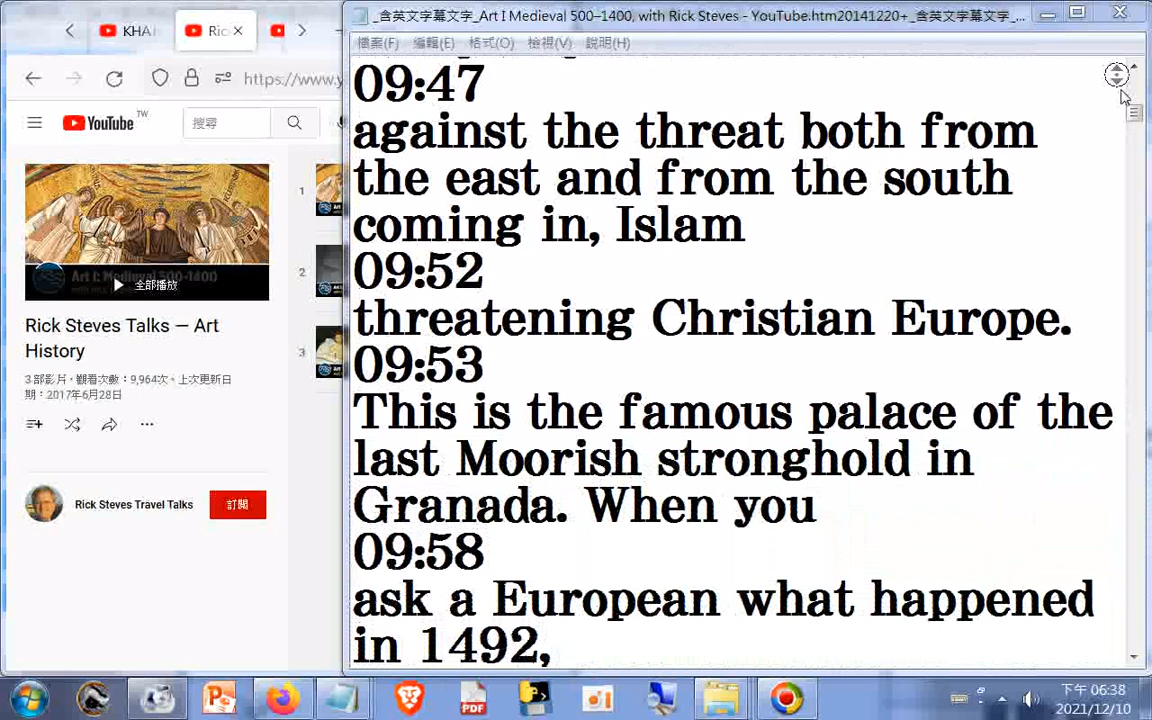 KHA
Ric
https://www.y
YouTube
TW
搜尋
Art I: Medieval 500-1400
全部播放
Rick Steves Talks — Art
History
3 部影片•觀看次數：9,964次•上次更新日
期：2017年6月28日
Rick Steves Travel Talks
訂閱
1
2
3
_含英文字幕文字_Art I Medieval 500–1400, with Rick Steves - YouTube.htm20141220+_含英文字幕文字_...
檔案(F) 編輯(E) 格式(O) 檢視(V) 說明(H)
09:47
against the threat both from
the east and from the south
coming in, Islam
09:52
threatening Christian Europe.
09:53
This is the famous palace of the
last Moorish stronghold in
Granada. When you
09:58
ask a European what happened
in 1492,
PDF
下午 06:38
2021/12/10